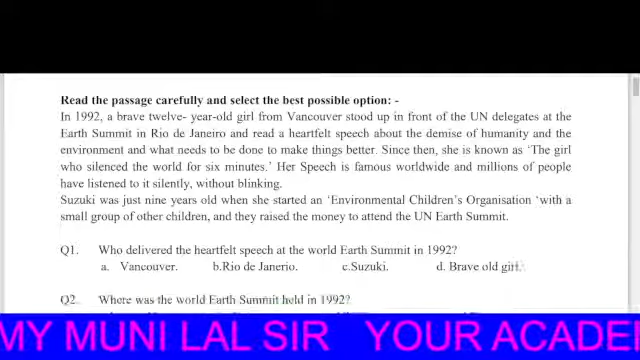 Read the passage carefully and select the best possible option: -
In 1992, a brave twelve- year-old girl from Vancouver stood up in front of the UN delegates at the
Earth Summit in Rio de Janeiro and read a heartfelt speech about the demise of humanity and the
environment and what needs to be done to make things better. Since then, she is known as ‘The girl
who silenced the world for six minutes.’ Her Speech is famous worldwide and millions of people
have listened to it silently, without blinking.
Suzuki was just nine years old when she started an ‘Environmental Children’s Organisation ‘with a
small group of other children, and they raised the money to attend the UN Earth Summit.
Q1. Who delivered the heartfelt speech at the world Earth Summit in 1992?
a. Vancouver. b.Rio de Janerio. c.Suzuki. d. Brave old girl.
Q2. Where was the world Earth Summit held in 1992?
MY MUNI LAL SIR YOUR ACADE